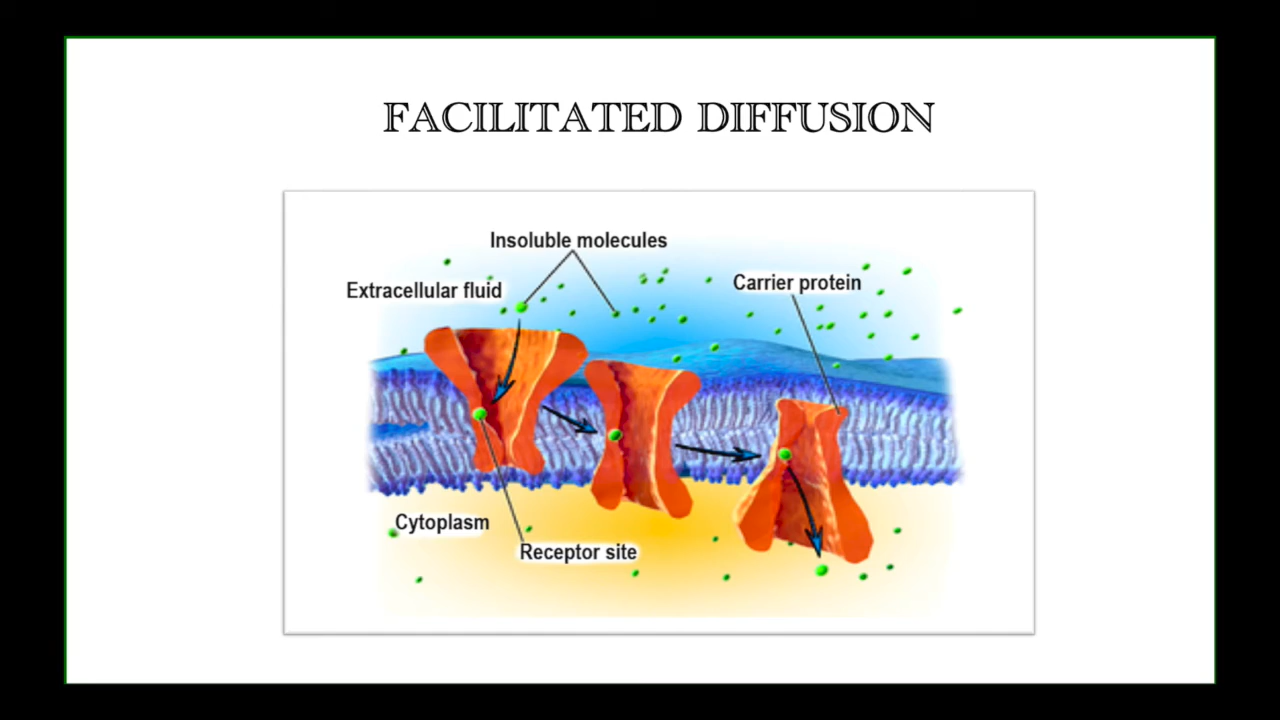 FACILITATED DIFFUSION
Insoluble molecules
Extracellular fluid
Carrier protein
Cytoplasm
Receptor site